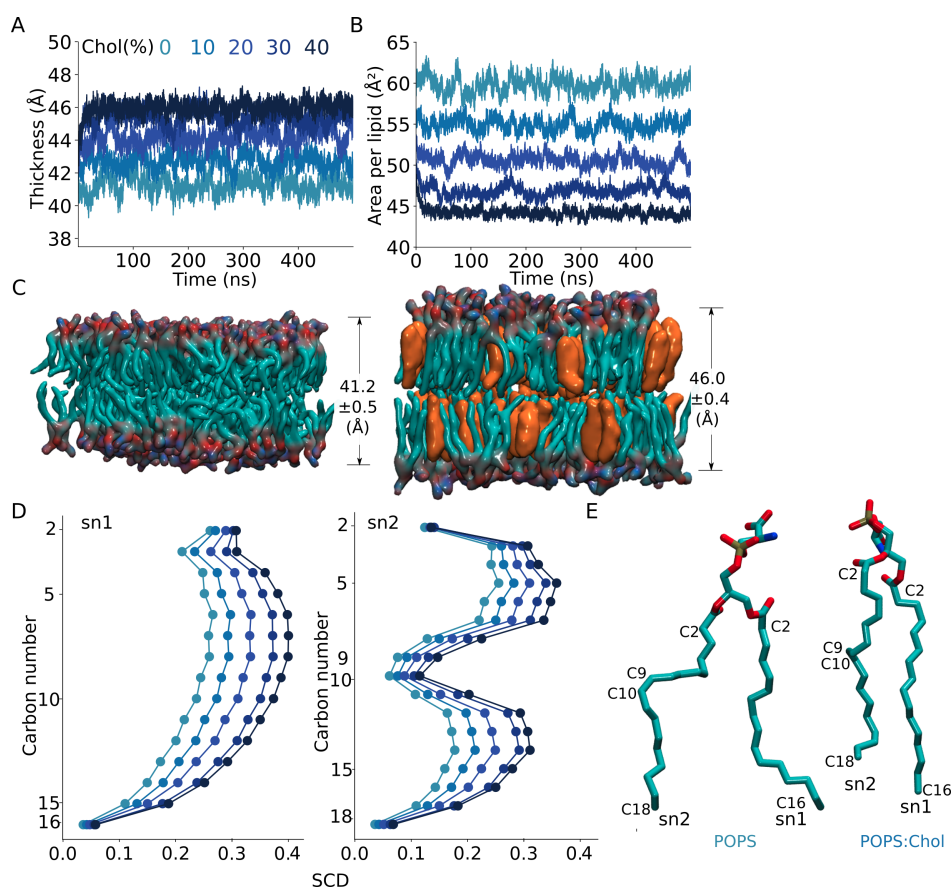 A
B
50
48
46
44
42
40
38
Thickness (Å)
Chol(%) 0 10 20 30 40
100 200 300 400
Time (ns)
65
60
55
50
45
40
Area per lipid (Å²)
0 100 200 300 400
Time (ns)
C
41.2
±0.5
(Å)
46.0
±0.4
(Å)
D
sn1
2
5
10
15
16
Carbon number
0.0 0.1 0.2 0.3 0.4
sn2
2
5
9
10
15
18
Carbon number
0.0 0.1 0.2 0.3 0.4
SCD
E
C2
C2
C9
C10
C18
sn2
C16
sn1
POPS
C2
C2
C9
C10
C18
sn2
C16
sn1
POPS:Chol